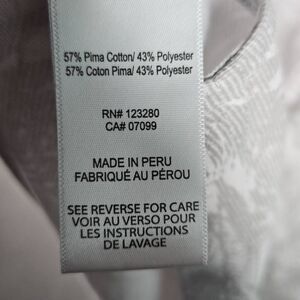 57% Pima Cotton/ 43% Polyester
57% Coton Pima/ 43% Polyester
RN# 123280
CA# 07099
MADE IN PERU
FABRIQUÉ AU PÉROU
SEE REVERSE FOR CARE
VOIR AU VERSO POUR
LES INSTRUCTIONS
DE LAVAGE